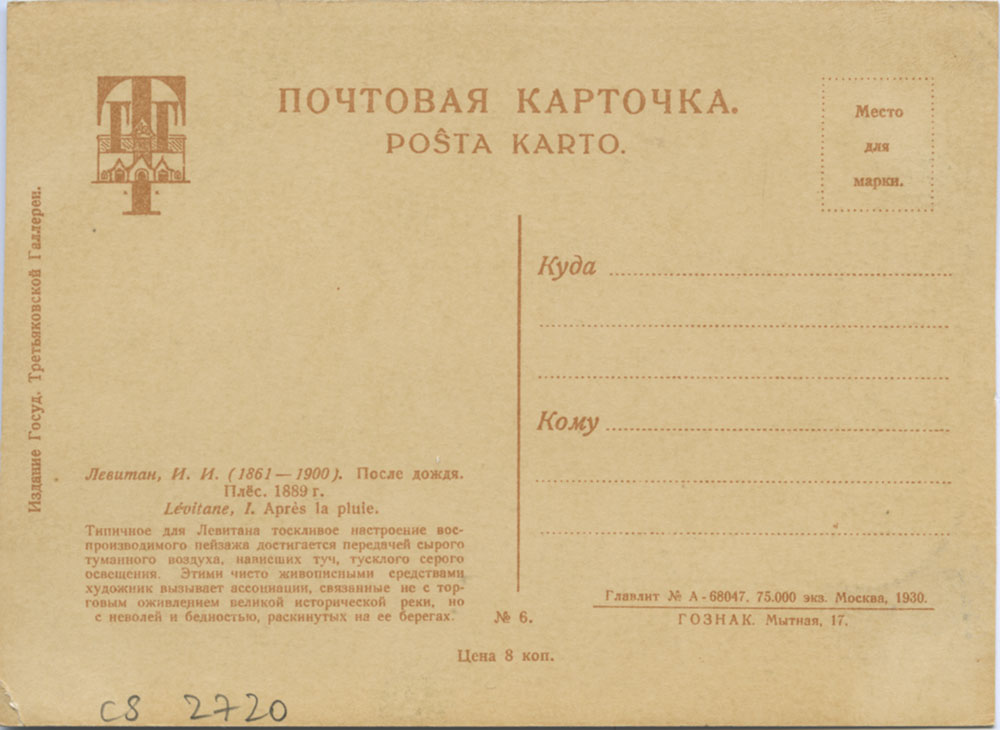 ПОЧТОВАЯ КАРТОЧКА.
POŜTA KARTO.
Место
для
марки.
Издание Госуд. Третьяковской Галлереи.
Куда
Кому
Левитан, И. И. (1861—1900). После дождя.
Плёс. 1889 г.
Lévitane, I. Après la pluie.
Типичное для Левитана тоскливое настроение вос-
производимого пейзажа достигается передачей сырого
туманного воздуха, нависших туч, тусклого серого
освещения. Этими чисто живописными средствами
художник вызывает ассоциации, связанные не с тор-
говым оживлением великой исторической реки, но
с неволей и бедностью, раскинутых на ее берегах.
№ 6.
Главлит № А-68047. 75.000 экз. Москва, 1930.
ГОЗНАК. Мытная, 17.
Цена 8 коп.
C8 2720